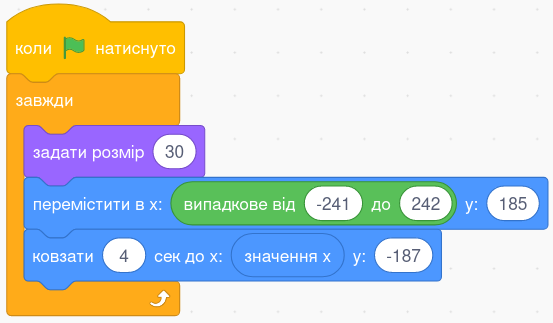 коли натиснуто
завжди
задати розмір 30
перемістити в x: випадкове від -241 до 242 y: 185
ковзати 4 сек до x: значення x y: -187